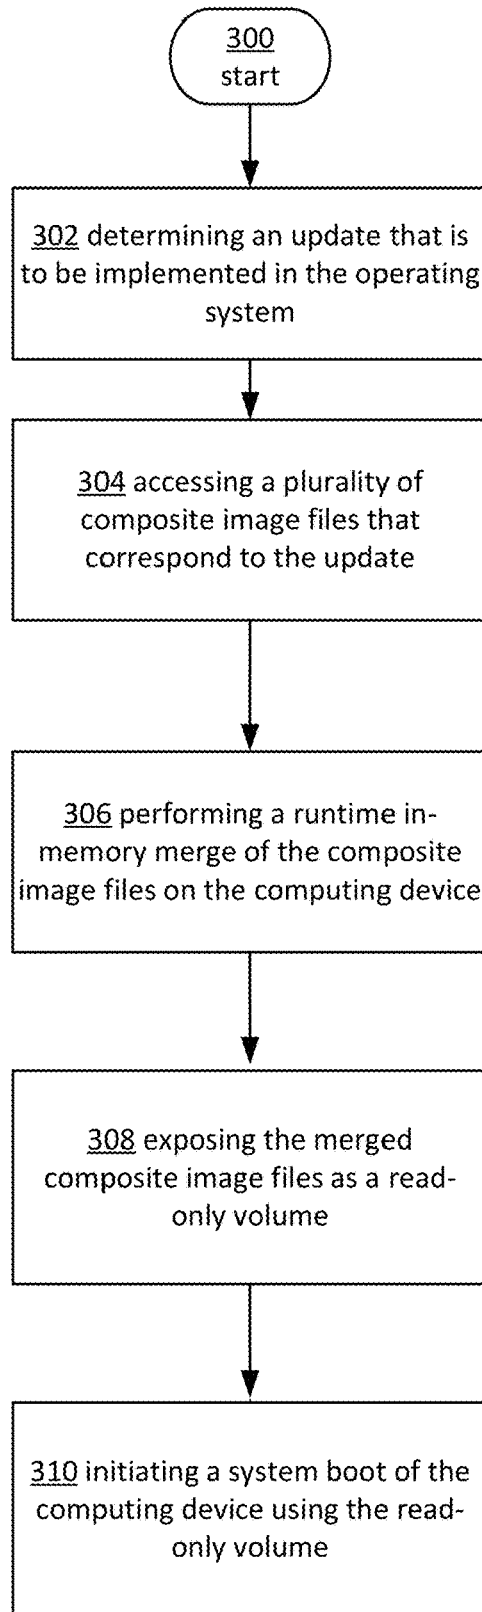 300
start
302 determining an update that is
to be implemented in the operating
system
304 accessing a plurality of
composite image files that
correspond to the update
306 performing a runtime in-
memory merge of the composite
image files on the computing device
308 exposing the merged
composite image files as a read-
only volume
310 initiating a system boot of the
computing device using the read-
only volume